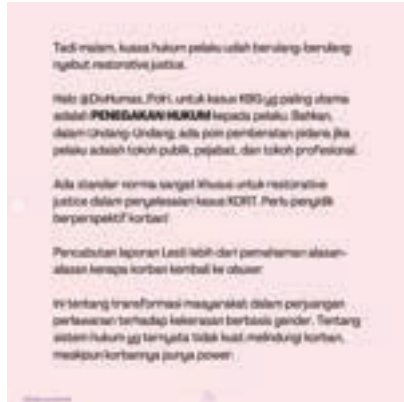 Tadi malam, kuasa hukum pelaku udah berulang-berulang
nyebut restorative justice.
Halo @DivHumas_Polri, untuk kasus KBG yg paling utama
adalah PENEGAKAN HUKUM kepada pelaku. Bahkan,
dalam Undang-Undang, ada poin pemberatan pidana jika
pelaku adalah tokoh publik, pejabat, dan tokoh profesional.
Ada standar norma sangat khusus untuk restorative
justice dalam penyelesaian kasus KDRT. Perlu penyidik
berperspektif korban!
Pencabutan laporan Lesti lebih dari pemahaman alasan-
alasan kenapa korban kembali ke abuser.
Ini tentang transformasi masyarakat dalam perjuangan
perlawanan terhadap kekerasan berbasis gender. Tentang
sistem hukum yg ternyata tidak kuat melindungi korban,
meskipun korbannya punya power.